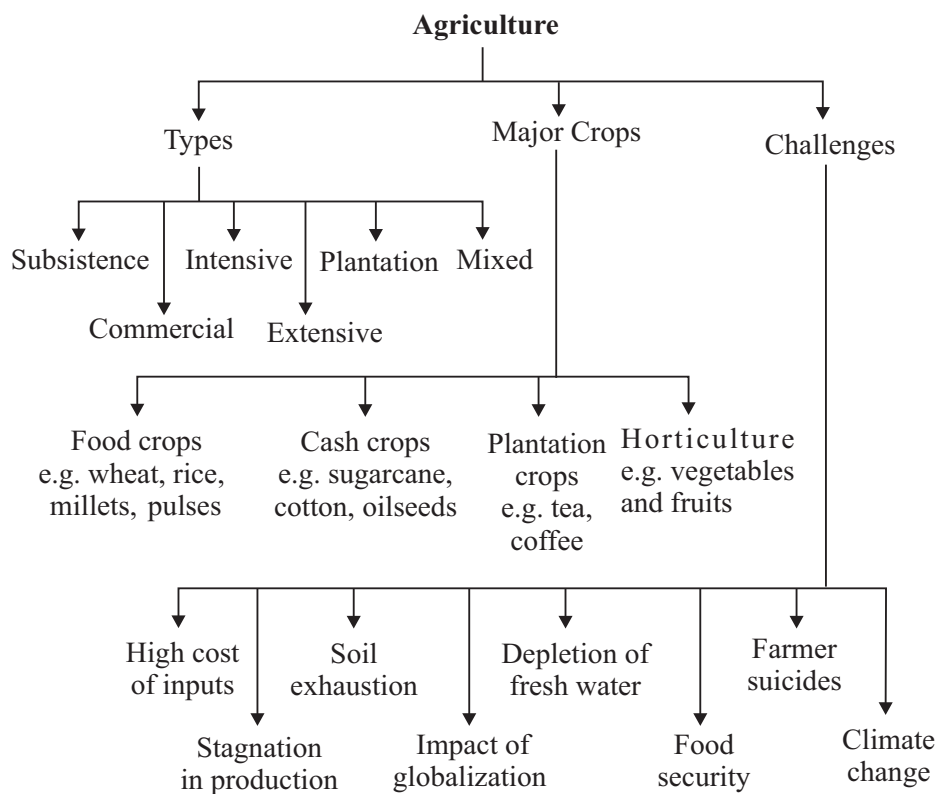 Agriculture
Types
Major Crops
Challenges
Subsistence
Intensive
Plantation
Mixed
Commercial
Extensive
Food crops
e.g. wheat, rice,
millets, pulses
Cash crops
e.g. sugarcane,
cotton, oilseeds
Plantation
crops
e.g. tea,
coffee
Horticulture
e.g. vegetables
and fruits
High cost
of inputs
Soil
exhaustion
Depletion of
fresh water
Farmer
suicides
Stagnation
in production
Impact of
globalization
Food
security
Climate
change